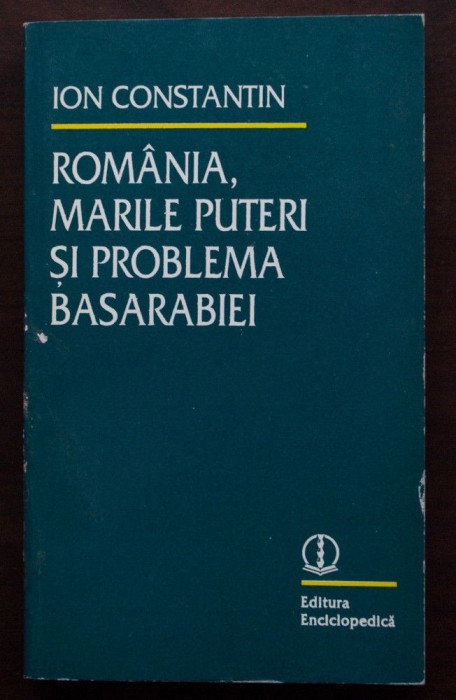 ION CONSTANTIN
ROMÂNIA,
MARILE PUTERI
ȘI PROBLEMA
BASARABIEI
Editura
Enciclopedică